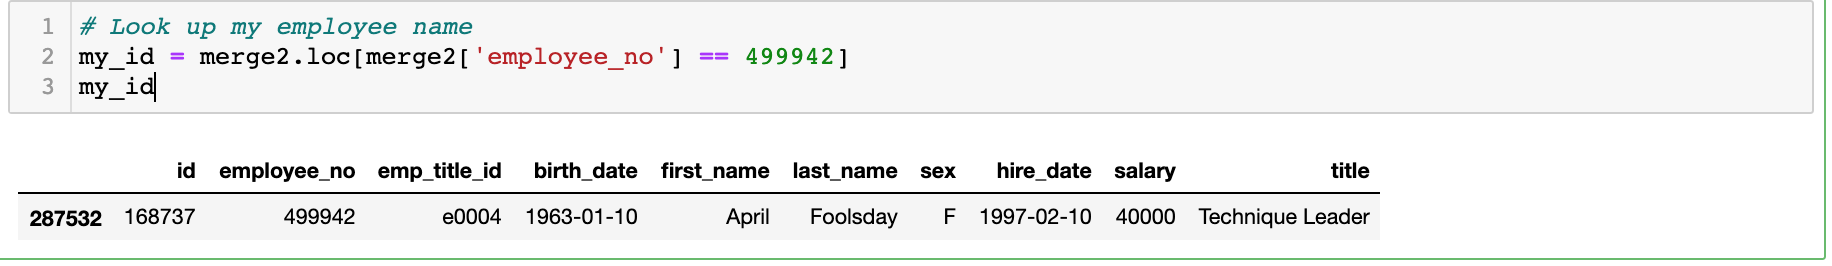 1 # Look up my employee name
2 my_id = merge2.loc[merge2['employee_no'] == 499942]
3 my_id
id employee_no emp_title_id birth_date first_name last_name sex hire_date salary title
287532 168737 499942 e0004 1963-01-10 April Foolsday F 1997-02-10 40000 Technique Leader